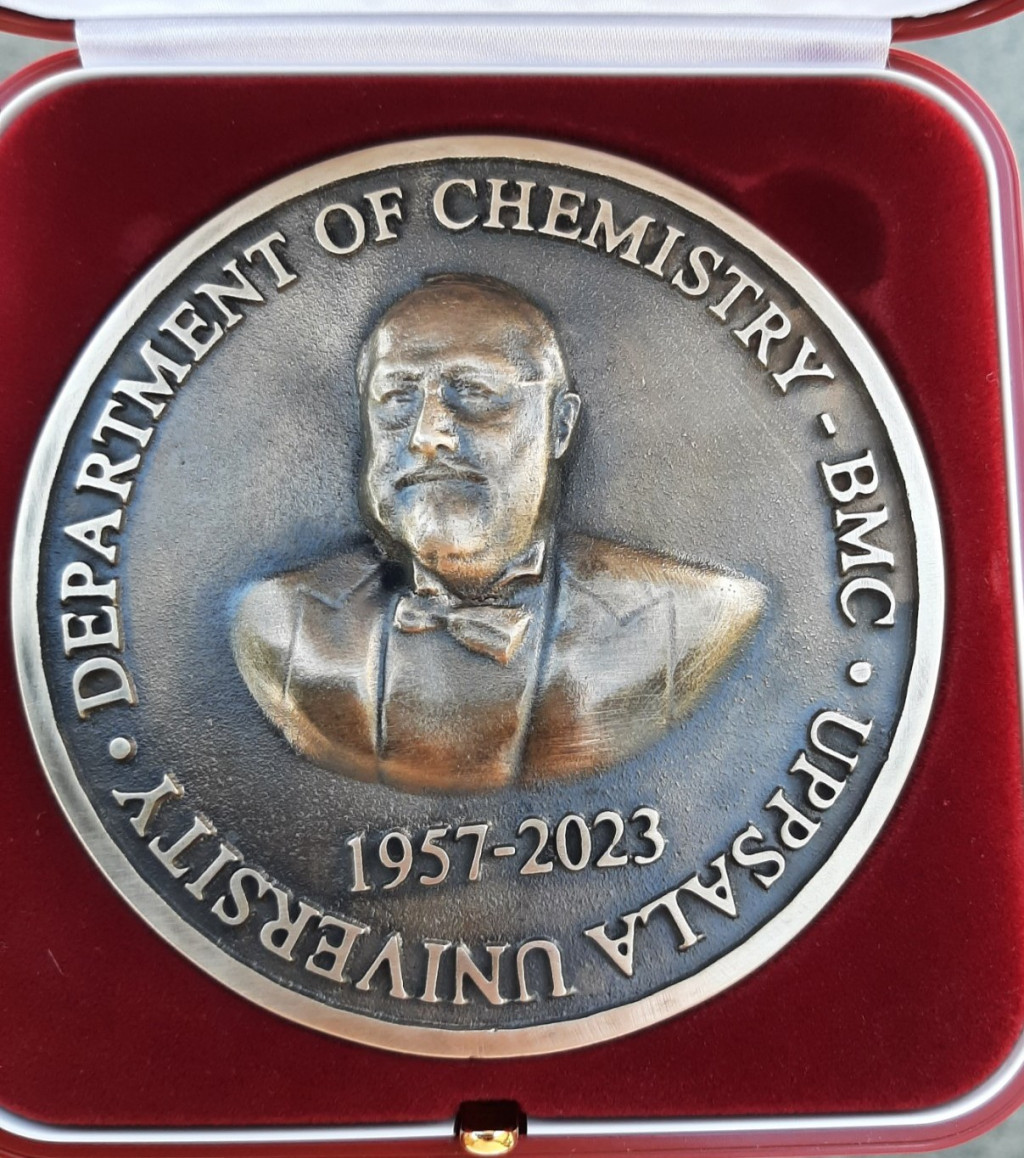 DEPARTMENT OF CHEMISTRY - BMC • UPPSALA UNIVERSITY •
1957-2023